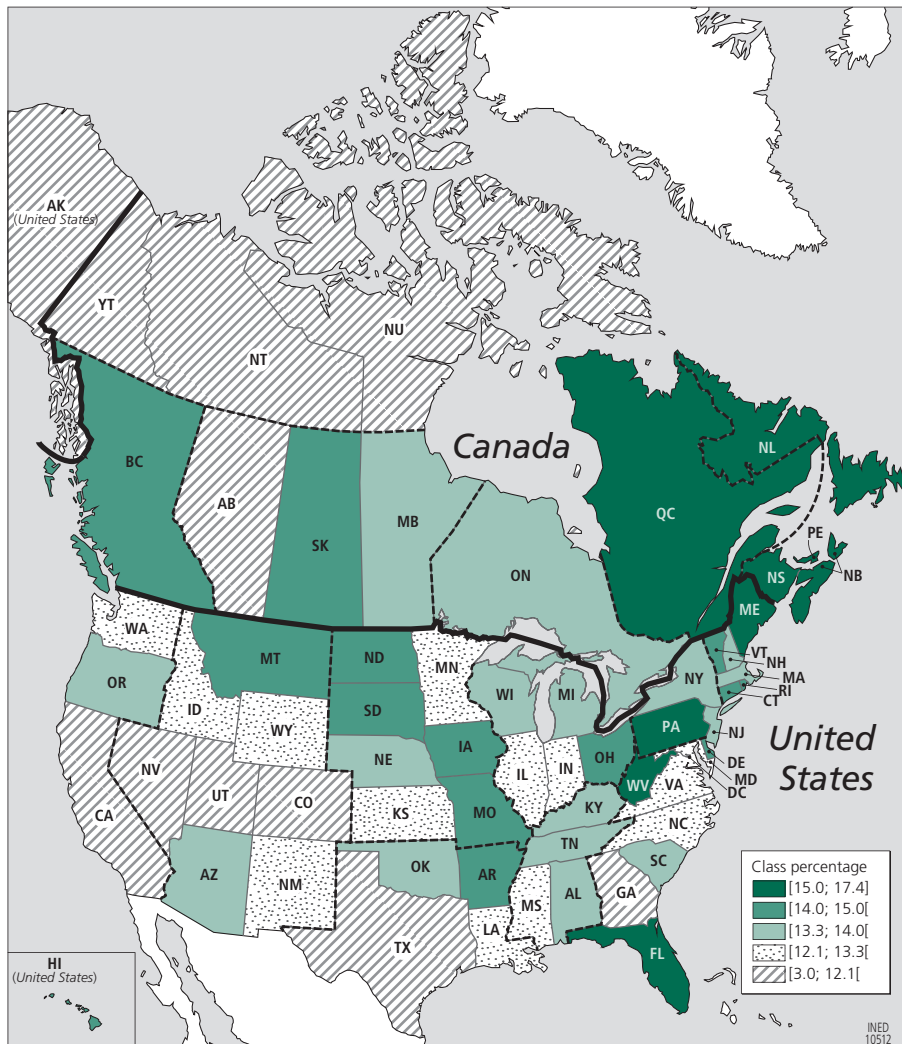 AK
(United States)
YT
NT
NU
Canada
BC
AB
SK
MB
ON
QC
NL
PE
NB
NS
ME
WA
MT
ND
MN
VT
NH
MA
RI
CT
OR
ID
WY
SD
WI
MI
NY
PA
NJ
United
States
NV
UT
CO
NE
IA
IL
IN
OH
WV
VA
DE
MD
DC
CA
KS
MO
KY
NC
AZ
NM
OK
AR
TN
SC
MS
AL
GA
TX
LA
FL
HI
(United States)
Class percentage
[15.0; 17.4]
[14.0; 15.0[
[13.3; 14.0[
[12.1; 13.3[
[3.0; 12.1[
INED
10512